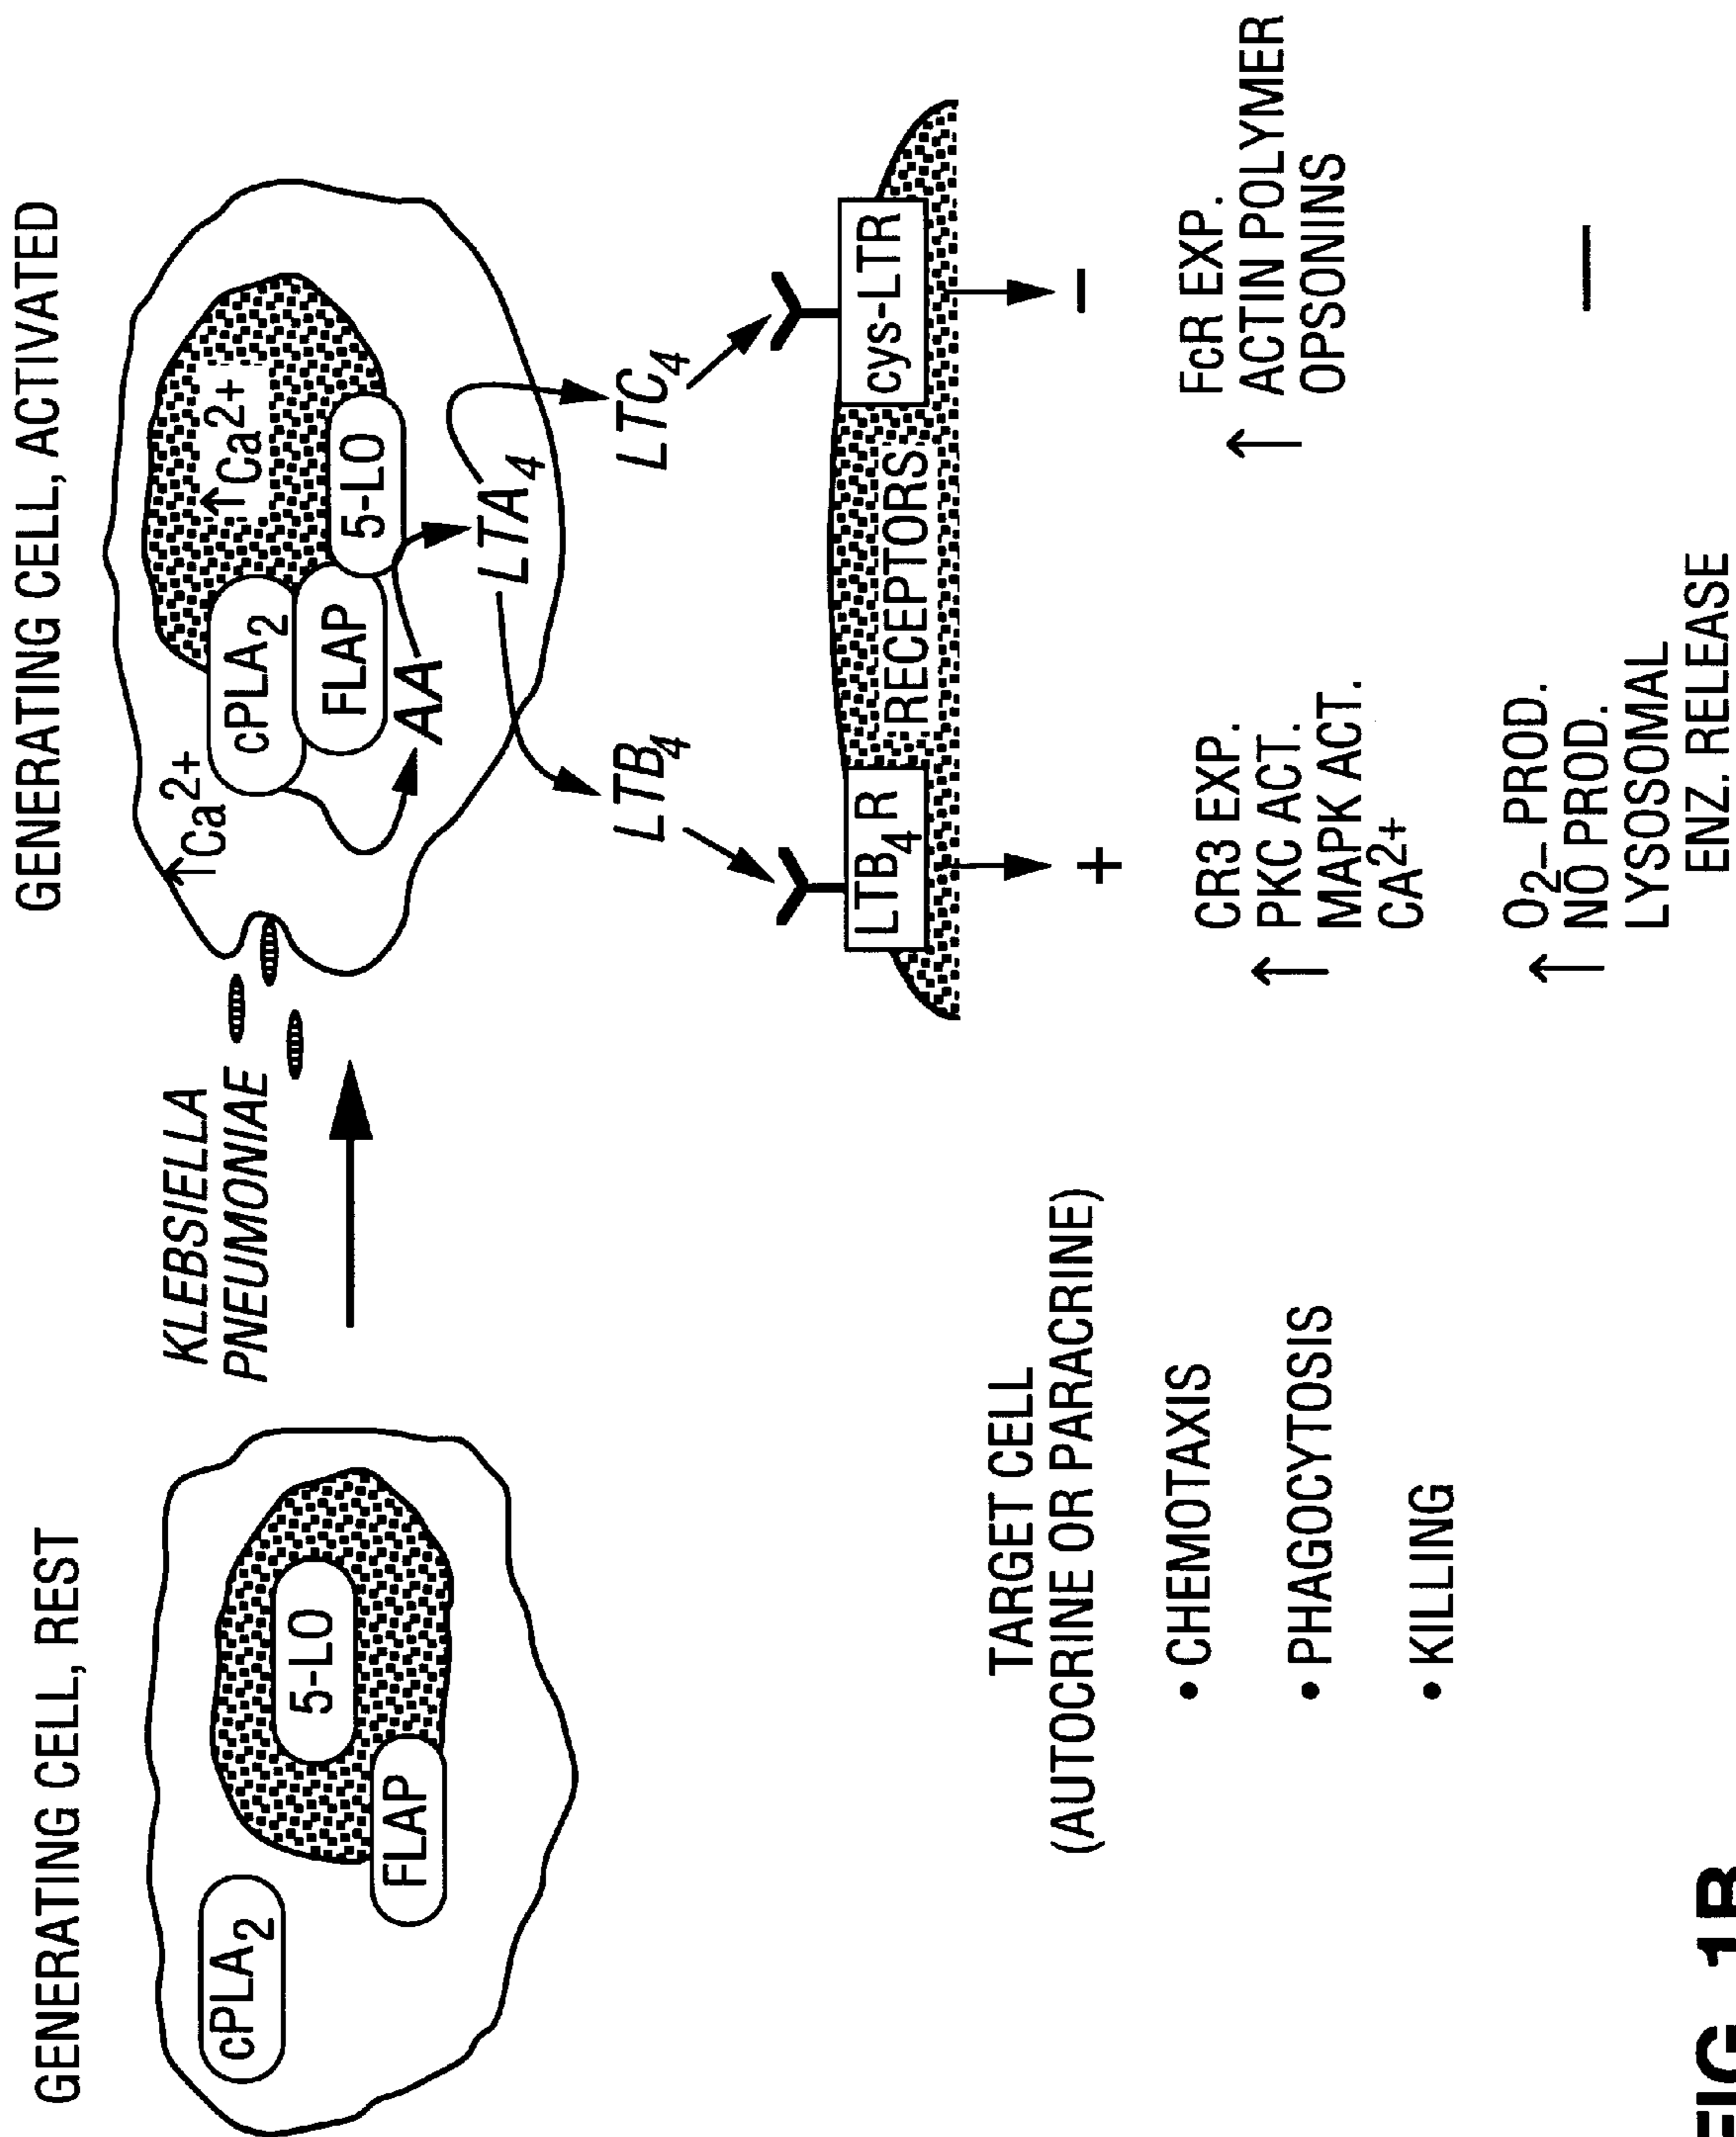 GENERATING CELL, REST
cPLA2
5-LO
FLAP
KLEBSIELLA
PNEUMONIAE
GENERATING CELL, ACTIVATED
↑Ca2+
↑Ca2+
cPLA2
FLAP
5-LO
AA
LTA4
LTB4
LTC4
LTB4R
RECEPTORS
cys-LTR
TARGET CELL
(AUTOCRINE OR PARACRINE)
• CHEMOTAXIS
+
–
• PHAGOCYTOSIS
↑
CR3 EXP.
PKC ACT.
MAPK ACT.
CA2+
↑
FcR EXP.
ACTIN POLYMER
OPSONINS
• KILLING
↑
O2– PROD.
NO PROD.
LYSOSOMAL
ENZ. RELEASE
—
FIG. 1B